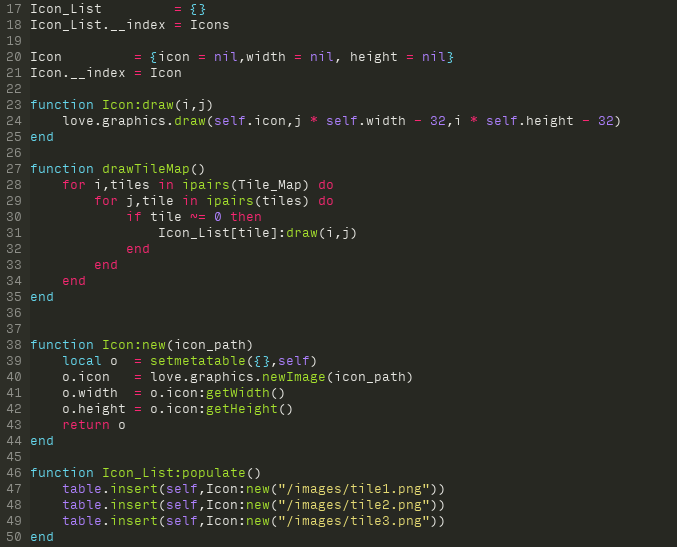 17 Icon_List         = {}
18 Icon_List.__index = Icons
19
20 Icon         = {icon = nil,width = nil, height = nil}
21 Icon.__index = Icon
22
23 function Icon:draw(i,j)
24     love.graphics.draw(self.icon,j * self.width - 32,i * self.height - 32)
25 end
26
27 function drawTileMap()
28     for i,tiles in ipairs(Tile_Map) do
29         for j,tile in ipairs(tiles) do
30             if tile ~= 0 then
31                 Icon_List[tile]:draw(i,j)
32             end
33         end
34     end
35 end
36
37
38 function Icon:new(icon_path)
39     local o  = setmetatable({},self)
40     o.icon   = love.graphics.newImage(icon_path)
41     o.width  = o.icon:getWidth()
42     o.height = o.icon:getHeight()
43     return o
44 end
45
46 function Icon_List:populate()
47     table.insert(self,Icon:new("/images/tile1.png"))
48     table.insert(self,Icon:new("/images/tile2.png"))
49     table.insert(self,Icon:new("/images/tile3.png"))
50 end